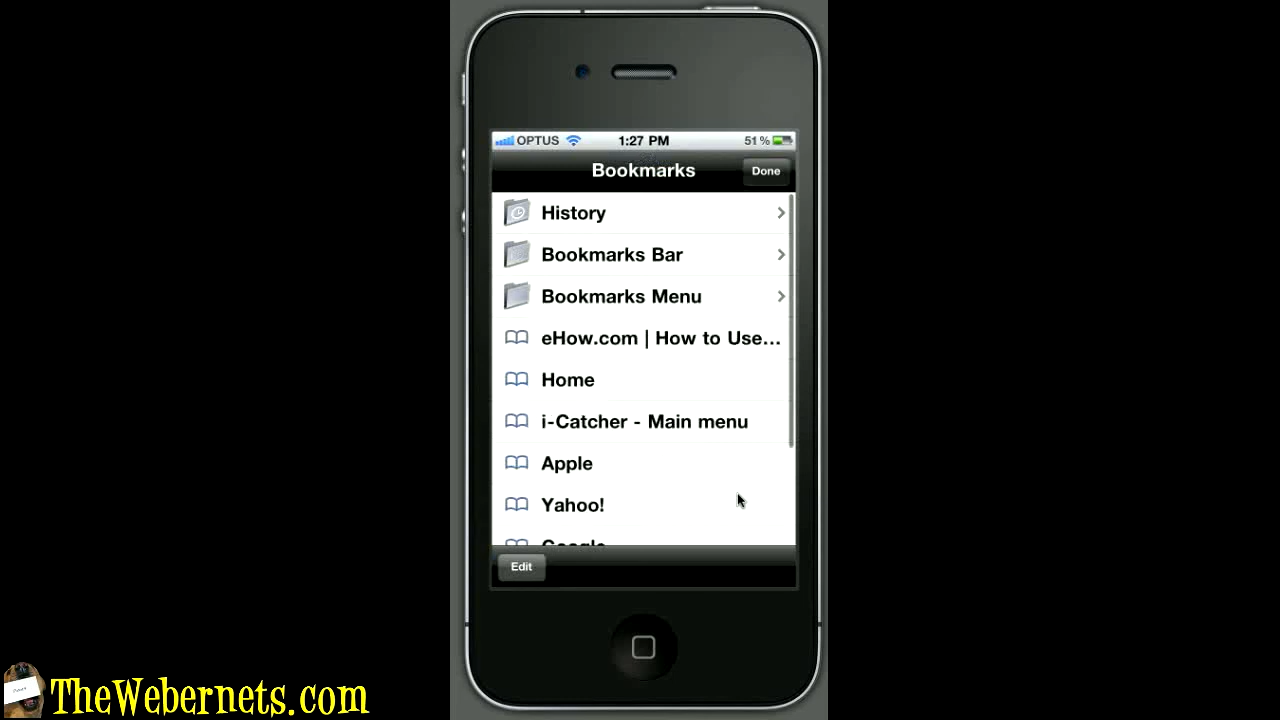 OPTUS 1:27 PM 51%
Bookmarks Done
History
Bookmarks Bar
Bookmarks Menu
eHow.com | How to Use...
Home
i-Catcher - Main menu
Apple
Yahoo!
Google
Edit
TheWebernets.com